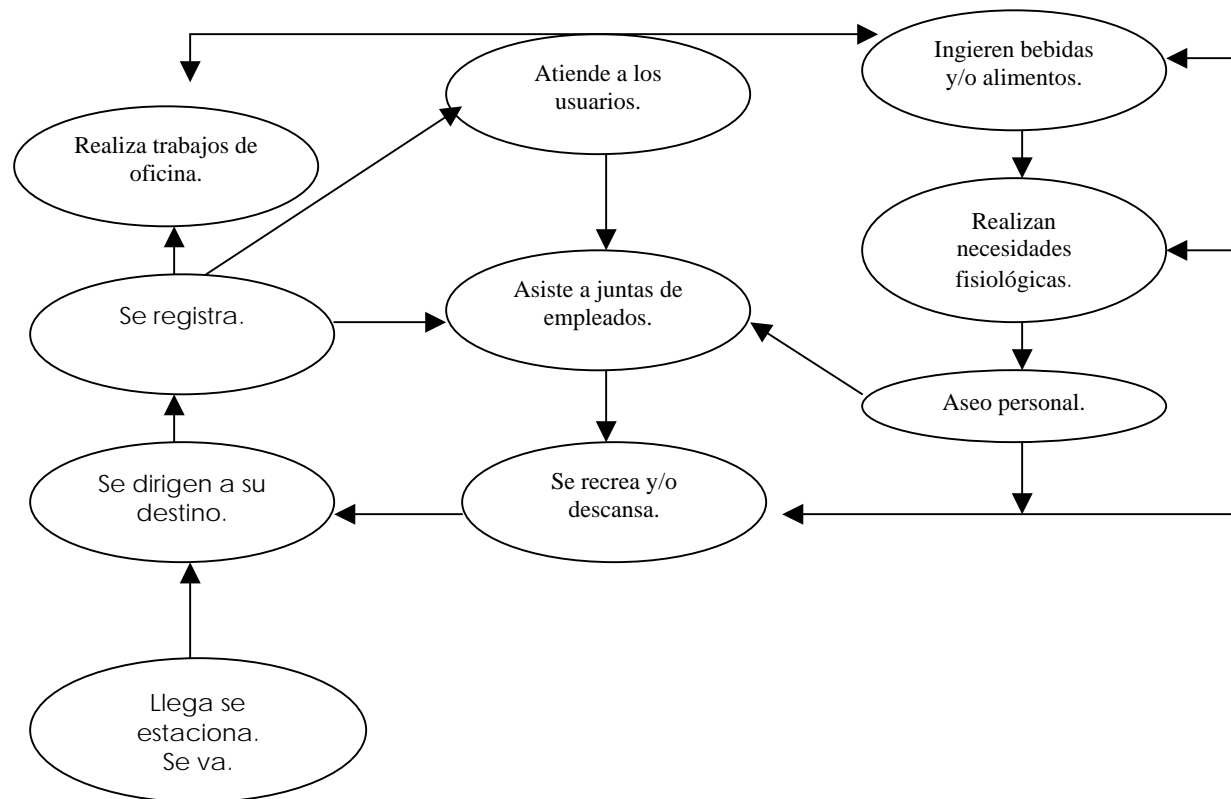 Ingieren bebidas
y/o alimentos.
Atiende a los
usuarios.
Realiza trabajos de
oficina.
Realizan
necesidades
fisiológicas.
Se registra.
Asiste a juntas de
empleados.
Aseo personal.
Se dirigen a su
destino.
Se recrea y/o
descansa.
Llega se
estaciona.
Se va.